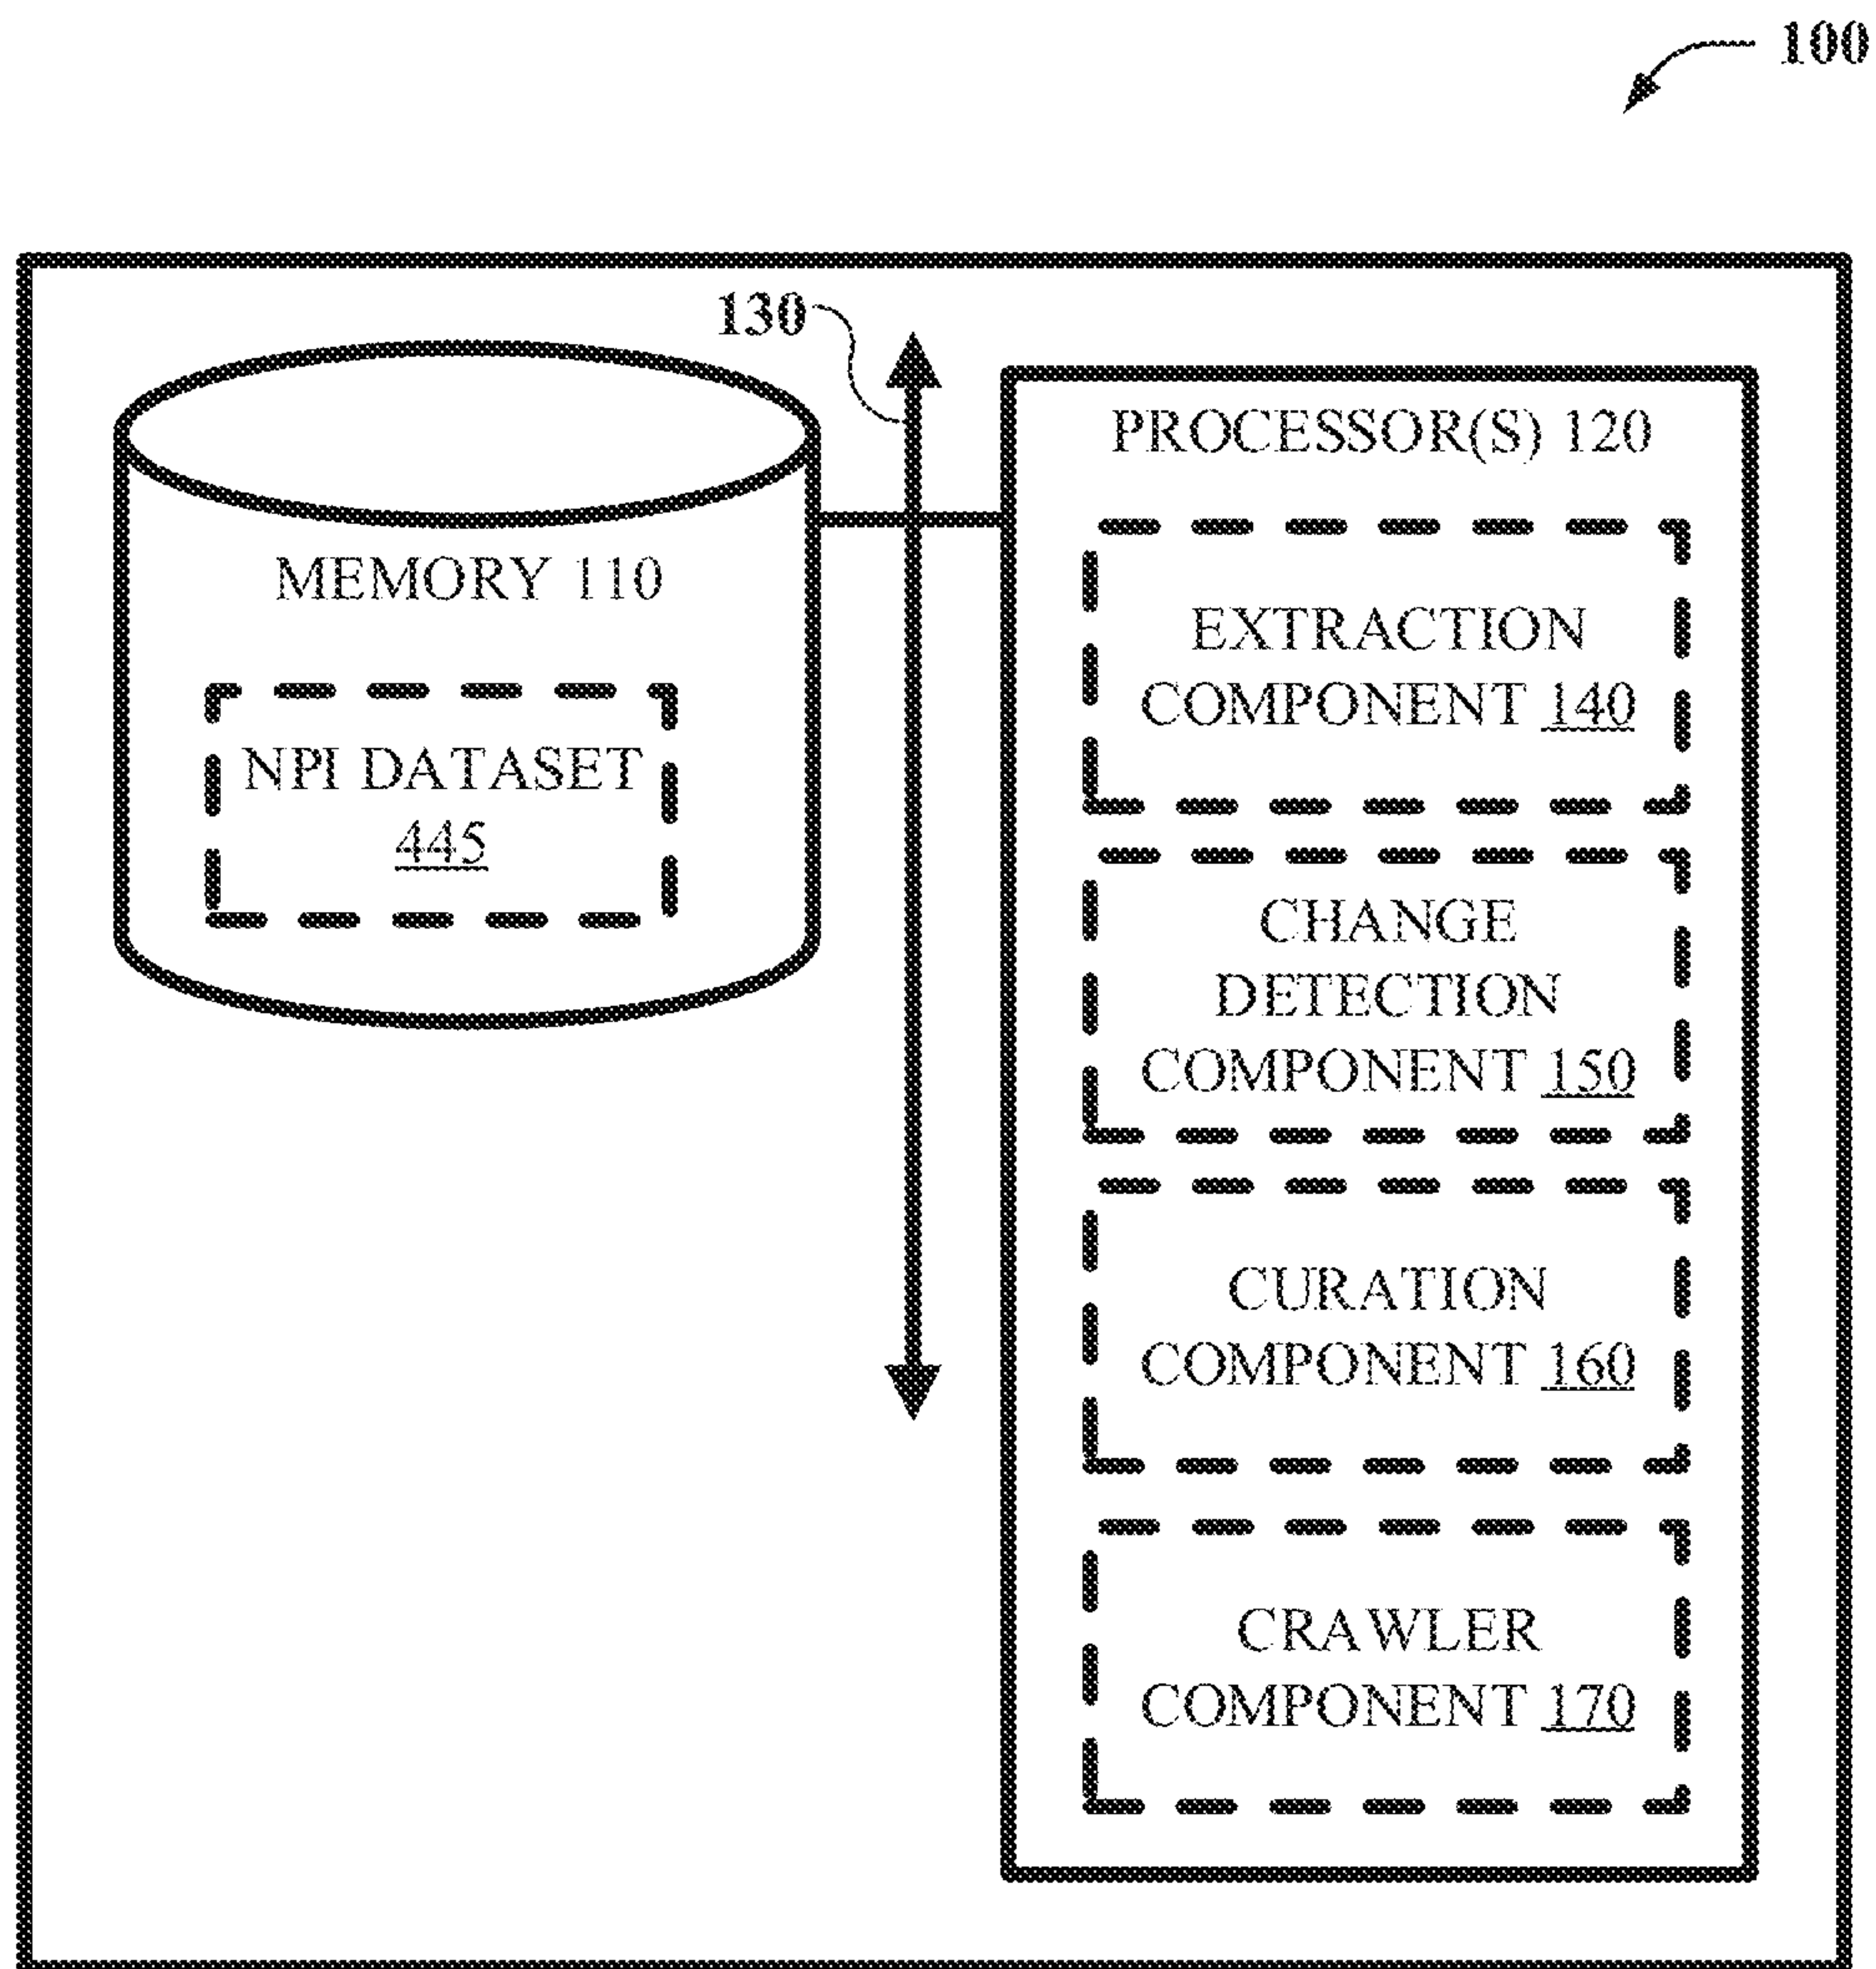 100
130
MEMORY 110
NPI DATASET
445
PROCESSOR(S) 120
EXTRACTION
COMPONENT 140
CHANGE
DETECTION
COMPONENT 150
CURATION
COMPONENT 160
CRAWLER
COMPONENT 170